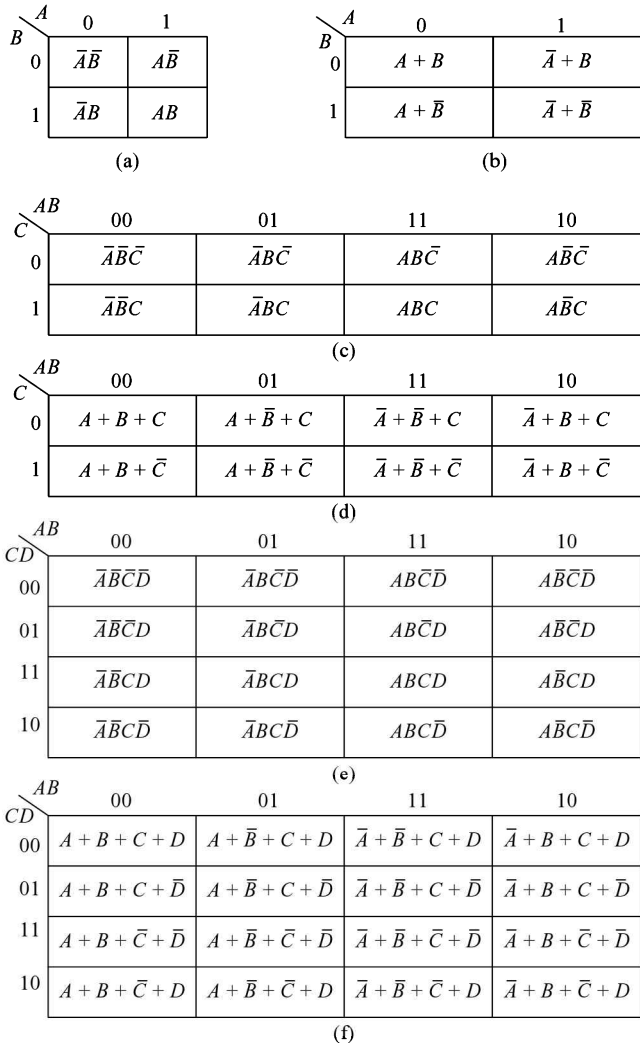 A 0 1
B
0 A̅B̅ AB̅
1 A̅B AB
(a)
A 0 1
B
0 A + B A̅ + B
1 A + B̅ A̅ + B̅
(b)
AB 00 01 11 10
C
0 A̅B̅C̅ A̅BC̅ ABC̅ AB̅C̅
1 A̅B̅C A̅BC ABC AB̅C
(c)
AB 00 01 11 10
C
0 A + B + C A + B̅ + C A̅ + B̅ + C A̅ + B + C
1 A + B + C̅ A + B̅ + C̅ A̅ + B̅ + C̅ A̅ + B + C̅
(d)
AB
00 01 11 10
CD
00 A̅B̅C̅D̅ A̅BC̅D̅ ABC̅D̅ AB̅C̅D̅
01 A̅B̅C̅D A̅BC̅D ABC̅D AB̅C̅D
11 A̅B̅CD A̅BCD ABCD AB̅CD
10 A̅B̅CD̅ A̅BCD̅ ABCD̅ AB̅CD̅
(e)
AB
00 01 11 10
CD
00 A + B + C + D A + B̅ + C + D A̅ + B̅ + C + D A̅ + B + C + D
01 A + B + C + D̅ A + B̅ + C + D̅ A̅ + B̅ + C + D̅ A̅ + B + C + D̅
11 A + B + C̅ + D̅ A + B̅ + C̅ + D̅ A̅ + B̅ + C̅ + D̅ A̅ + B + C̅ + D̅
10 A + B + C̅ + D A + B̅ + C̅ + D A̅ + B̅ + C̅ + D A̅ + B + C̅ + D
(f)